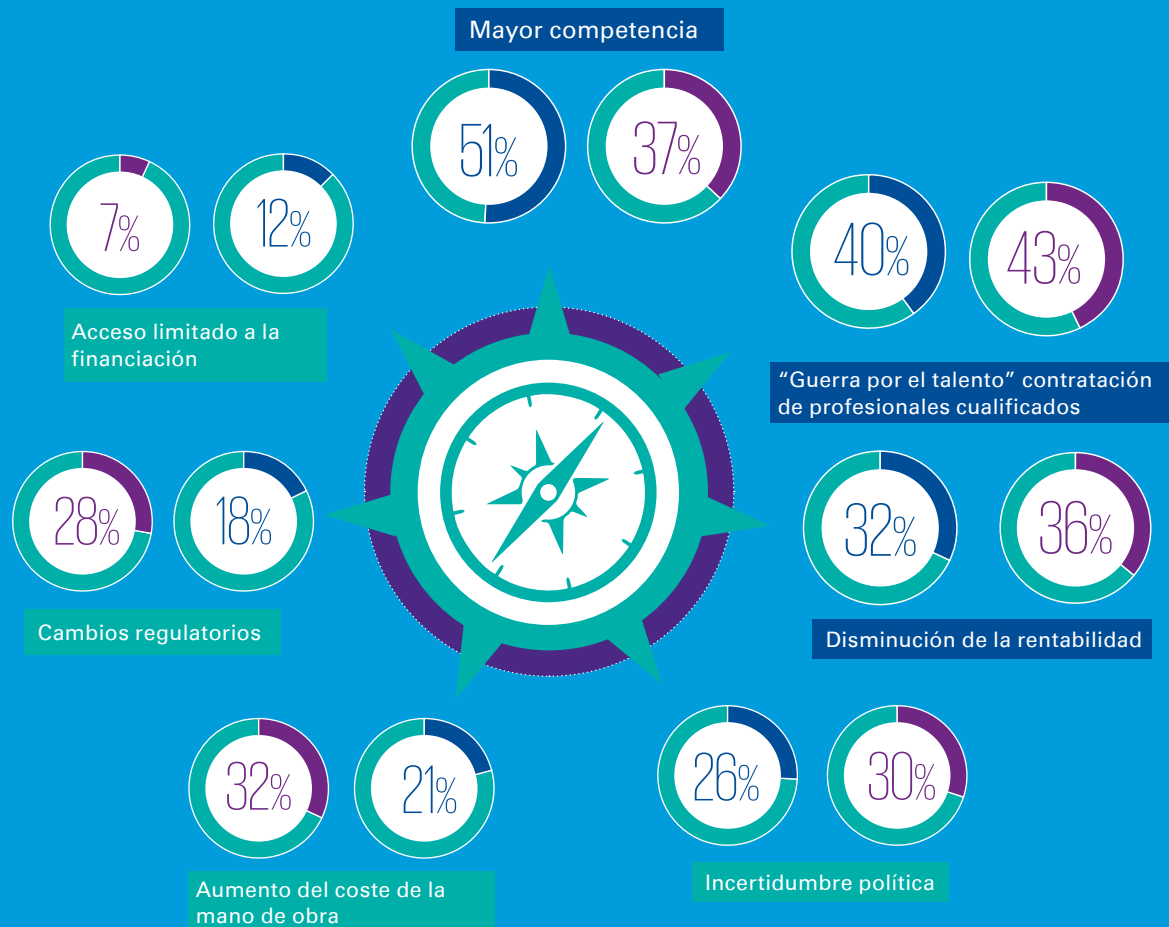 Mayor competencia
51%
37%
7%
12%
Acceso limitado a la
financiación
40%
43%
“Guerra por el talento” contratación
de profesionales cualificados
28%
18%
Cambios regulatorios
32%
36%
Disminución de la rentabilidad
32%
21%
Aumento del coste de la
mano de obra
26%
30%
Incertidumbre política